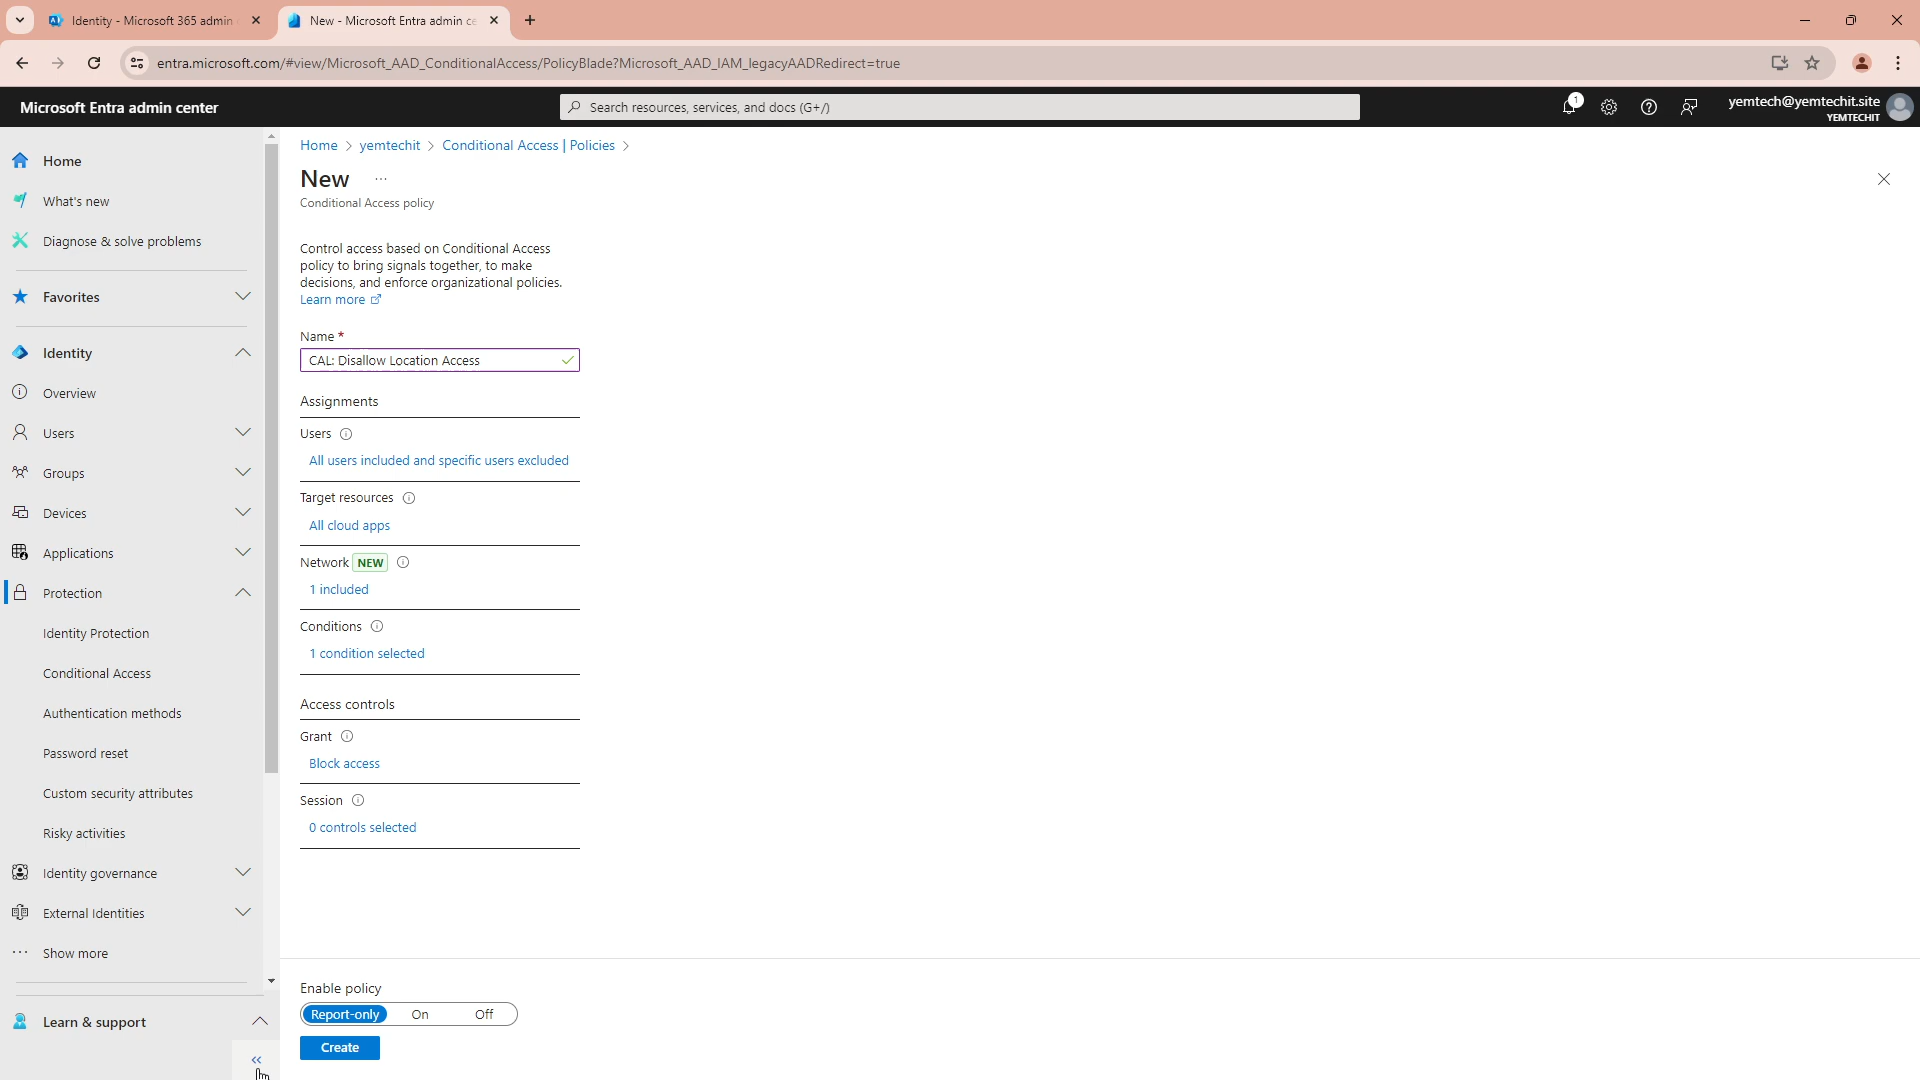 Identity - Microsoft 365 admin
New - Microsoft Entra admin ce
entra.microsoft.com/#view/Microsoft_AAD_ConditionalAccess/PolicyBlade?Microsoft_AAD_IAM_legacyAADRedirect=true
Microsoft Entra admin center
Search resources, services, and docs (G+/)
1
yemtech@yemtechit.site
YEMTECHIT
Home
What's new
Diagnose & solve problems
Favorites
Identity
Overview
Users
Groups
Devices
Applications
Protection
Identity Protection
Conditional Access
Authentication methods
Password reset
Custom security attributes
Risky activities
Identity governance
External Identities
Show more
Learn & support
Home > yemtechit > Conditional Access | Policies >
New ...
Conditional Access policy
Control access based on Conditional Access
policy to bring signals together, to make
decisions, and enforce organizational policies.
Learn more
Name *
CAL: Disallow Location Access
Assignments
Users
All users included and specific users excluded
Target resources
All cloud apps
Network NEW
1 included
Conditions
1 condition selected
Access controls
Grant
Block access
Session
0 controls selected
Enable policy
Report-only On Off
Create